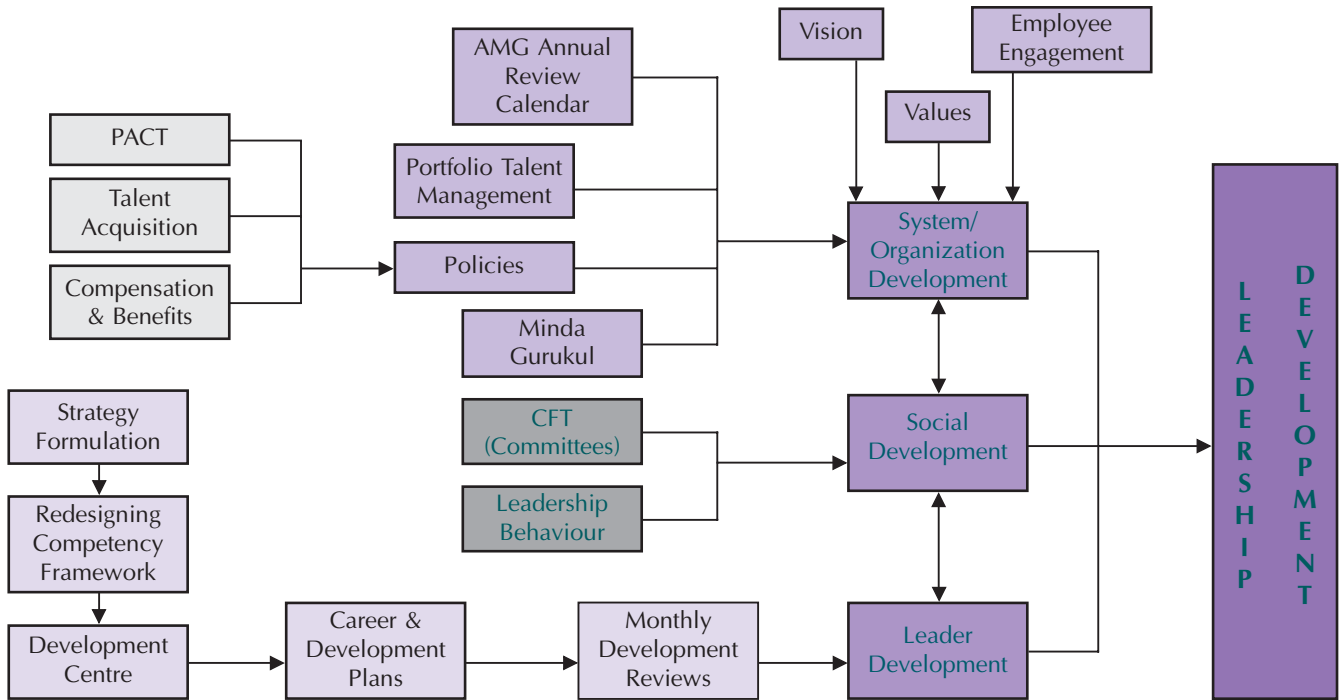 Vision
Employee
Engagement
AMG Annual
Review
Calendar
Values
PACT
Portfolio Talent
Management
Talent
Acquisition
System/
Organization
Development
Policies
Compensation
& Benefits
Minda
Gurukul
Strategy
Formulation
CFT
(Committees)
Social
Development
Leadership
Behaviour
Redesigning
Competency
Framework
Development
Centre
Career &
Development
Plans
Monthly
Development
Reviews
Leader
Development
LEADERSHIP
DEVELOPMENT